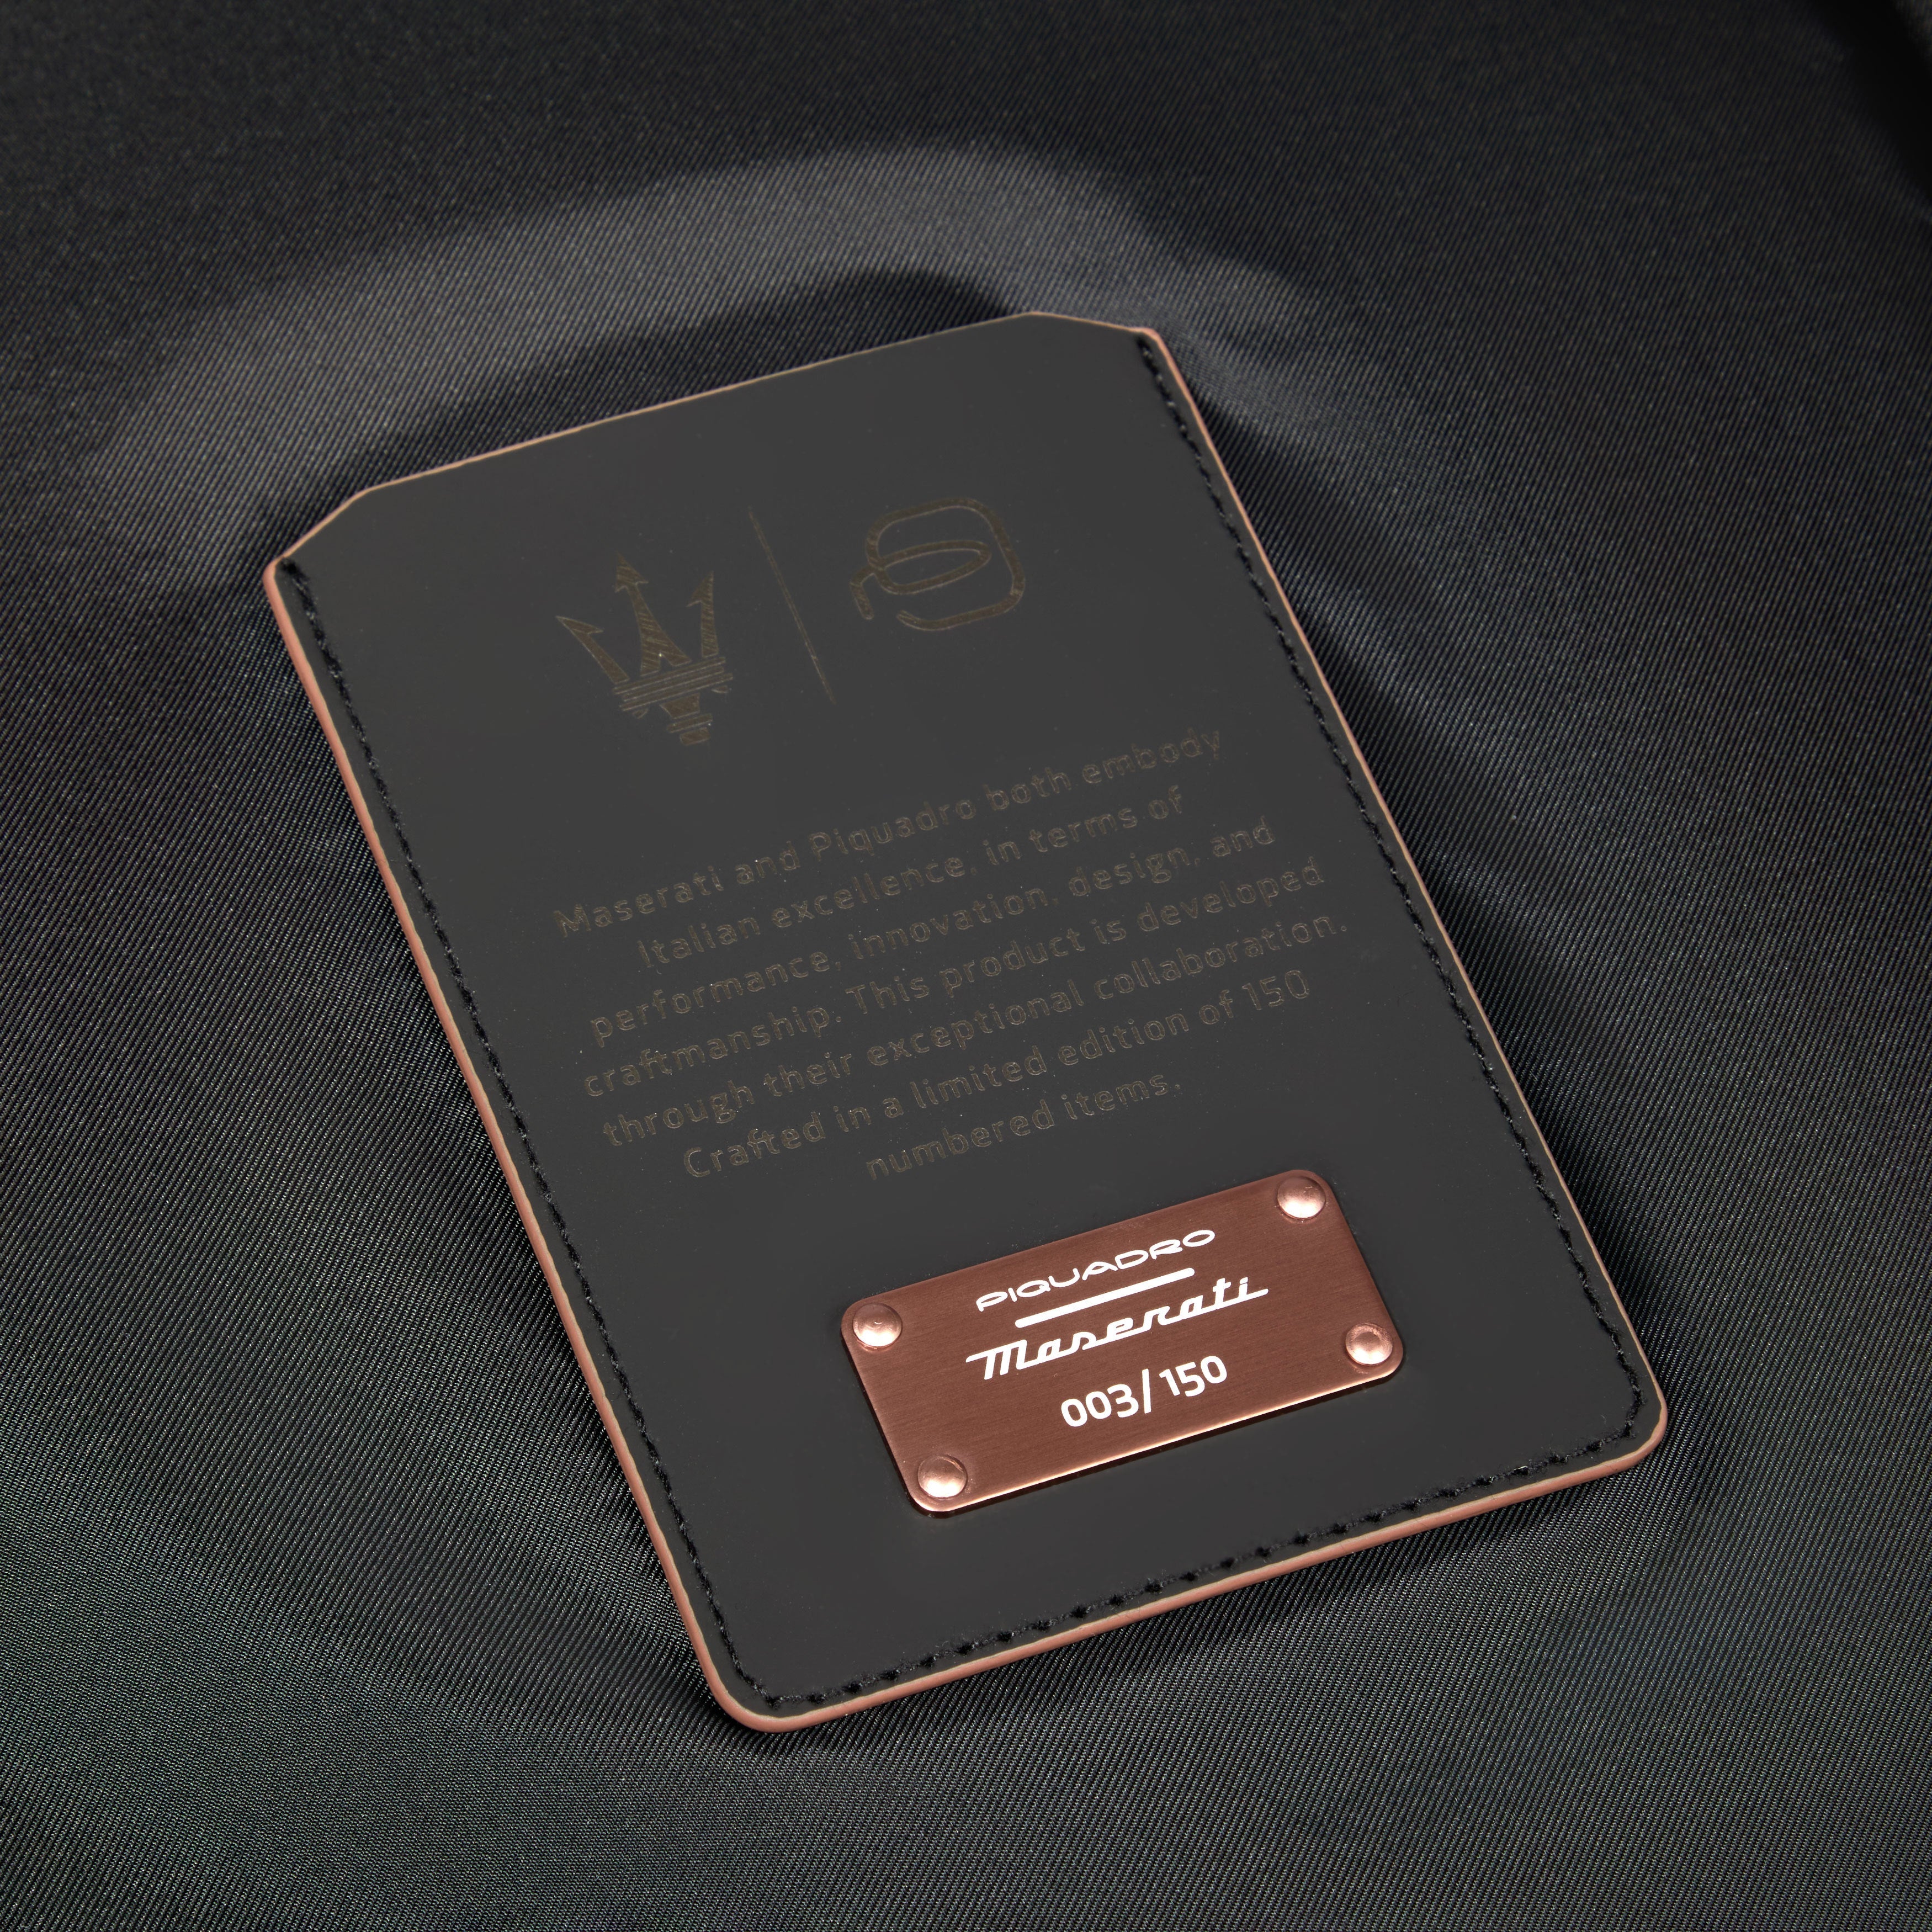 Maserati and Piquadro both embody
Italian excellence, in terms of
performance, innovation, design, and
craftmanship. This product is developed
through their exceptional collaboration.
Crafted in a limited edition of 150
numbered items.
PIQUADRO
Maserati
003/150